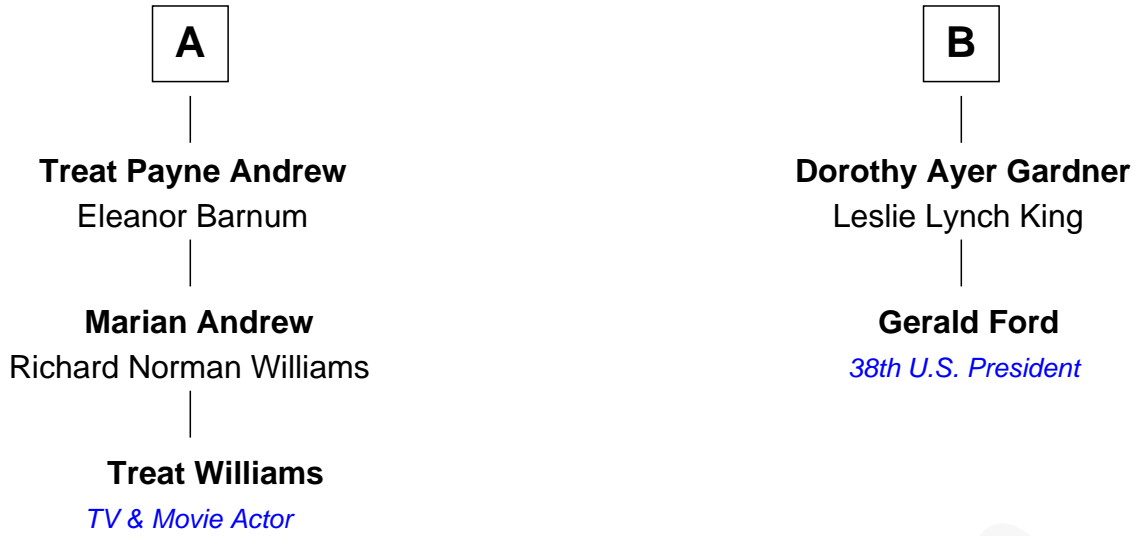 A
Treat Payne Andrew
Eleanor Barnum
Marian Andrew
Richard Norman Williams
Treat Williams
TV & Movie Actor
B
Dorothy Ayer Gardner
Leslie Lynch King
Gerald Ford
38th U.S. President